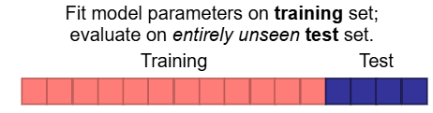 Fit model parameters on training set;
evaluate on entirely unseen test set.
Training Test